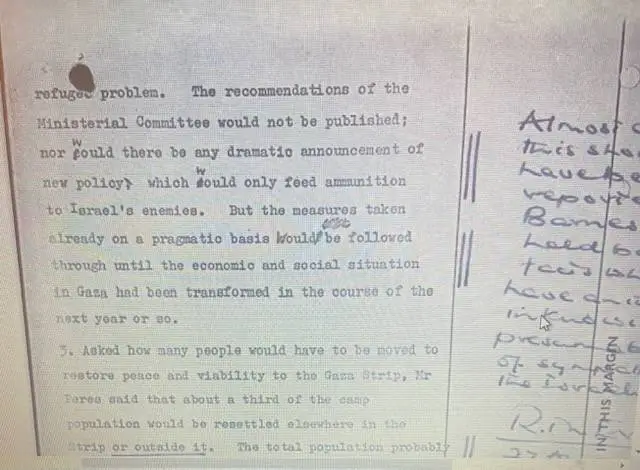 refugee problem. The recommendations of the
Ministerial Committee would not be published;
nor would there be any dramatic announcement of
new policy which would only feed ammunition
to Israel's enemies. But the measures taken
already on a pragmatic basis would be followed
through until the economic and social situation
in Gaza had been transformed in the course of the
next year or so.
3. Asked how many people would have to be moved to
restore peace and viability to the Gaza Strip, Mr
Peres said that about a third of the camp
population would be resettled elsewhere in the
Strip or outside it. The total population probably
Almost
this
have
Barnes
have
IN THIS MARGIN